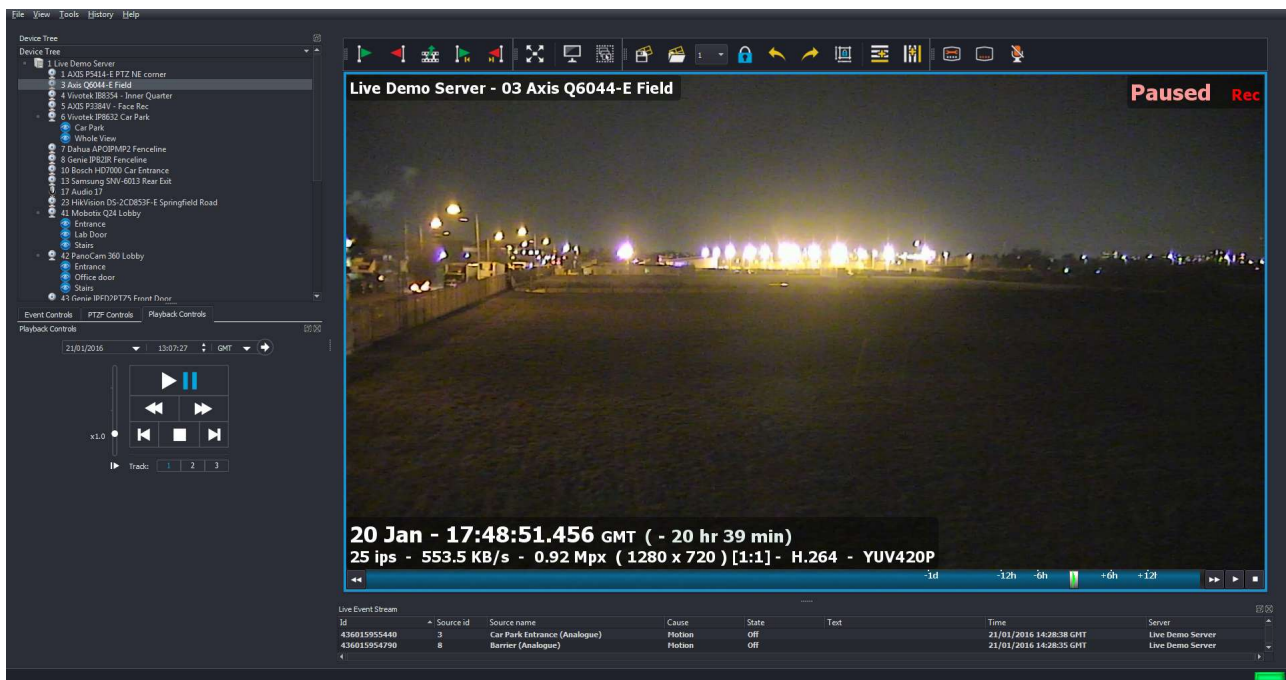 File View Tools History Help
Device Tree
Device Tree
1 Live Demo Server
1 AXIS P5414-E PTZ NE corner
3 Axis Q6044-E Field
4 Vivotek IB8354 - Inner Quarter
5 AXIS P3384V - Face Rec
6 Vivotek IP8632 Car Park
Car Park
Whole View
7 Dahua APOIPMP2 Fenceline
8 Genie IPB2IR Fenceline
10 Bosch HD7000 Car Entrance
13 Samsung SNV-6013 Rear Exit
17 Audio 17
23 HikVision DS-2CD853F-E Springfield Road
41 Mobotix Q24 Lobby
Entrance
Lab Door
Stairs
42 PanoCam 360 Lobby
Entrance
Office door
Stairs
43 Genie IPFD2PTZ5 Front Door
Event Controls PTZF Controls Playback Controls
Playback Controls
21/01/2016 13:07:27 GMT
x1.0
Track: 1 2 3
1
Live Demo Server - 03 Axis Q6044-E Field
Paused Rec
20 Jan - 17:48:51.456 GMT ( - 20 hr 39 min)
25 ips - 553.5 KB/s - 0.92 Mpx ( 1280 x 720 ) [1:1] - H.264 - YUV420P
-1d -12h -6h +6h +12h
Live Event Stream
Id Source id Source name Cause State Text Time Server
436015955440 3 Car Park Entrance (Analogue) Motion Off 21/01/2016 14:28:38 GMT Live Demo Server
436015954790 8 Barrier (Analogue) Motion Off 21/01/2016 14:28:35 GMT Live Demo Server